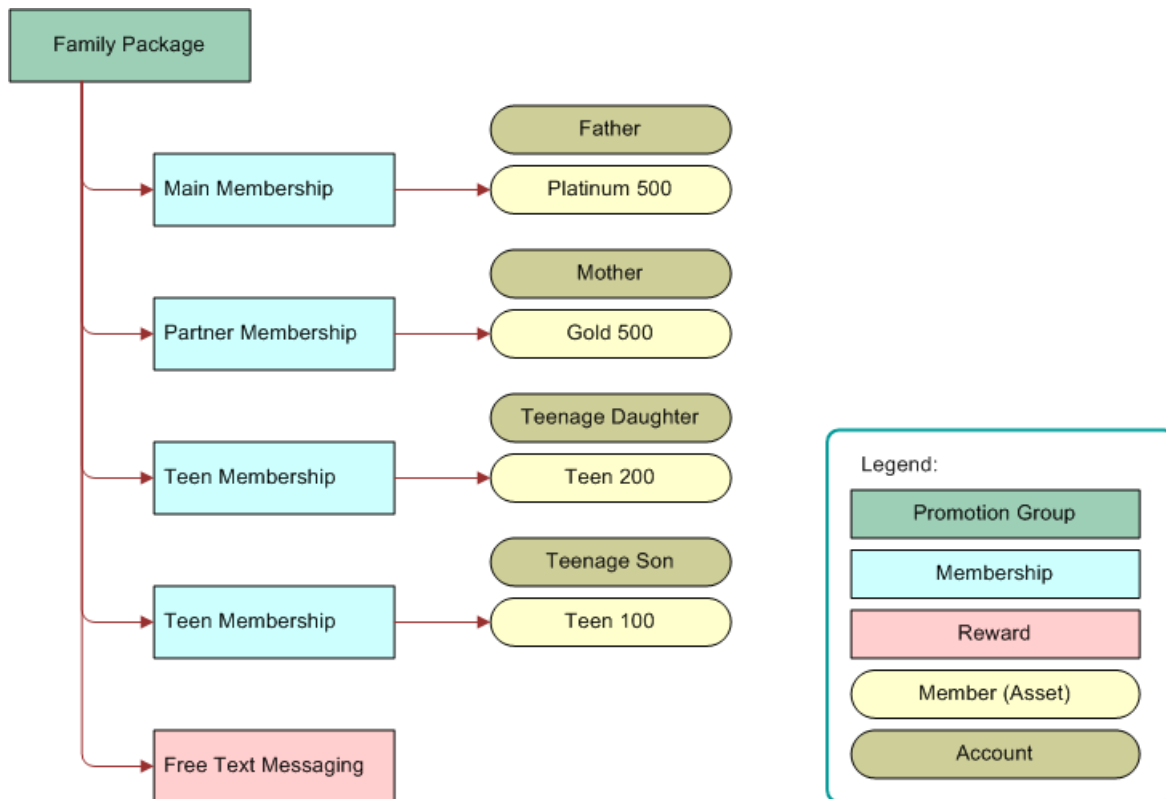 Family Package
Father
Main Membership
Platinum 500
Mother
Partner Membership
Gold 500
Teenage Daughter
Teen Membership
Teen 200
Teenage Son
Teen Membership
Teen 100
Free Text Messaging
Legend:
Promotion Group
Membership
Reward
Member (Asset)
Account